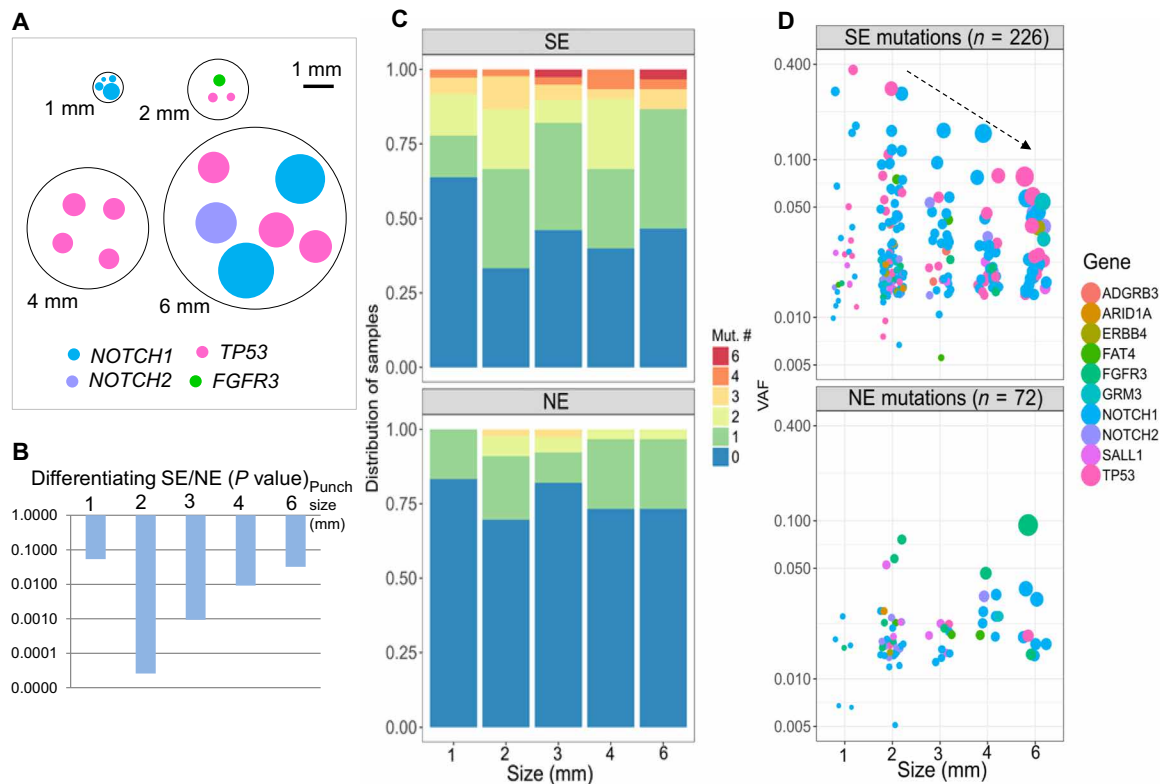 A
1 mm
1 mm
2 mm
4 mm
6 mm
NOTCH1
TP53
NOTCH2
FGFR3
B
Differentiating SE/NE (P value)
Punch
size
(mm)
1 2 3 4 6
1.0000
0.1000
0.0100
0.0010
0.0001
0.0000
C
SE
1.00
0.75
0.50
0.25
0.00
NE
1.00
0.75
0.50
0.25
0.00
Distribution of samples
1 2 3 4 6
Size (mm)
Mut. #
6
4
3
2
1
0
D
SE mutations (n = 226)
0.400
0.100
0.050
0.010
0.005
VAF
NE mutations (n = 72)
0.400
0.100
0.050
0.010
0.005
1 2 3 4 6
Size (mm)
Gene
ADGRB3
ARID1A
ERBB4
FAT4
FGFR3
GRM3
NOTCH1
NOTCH2
SALL1
TP53